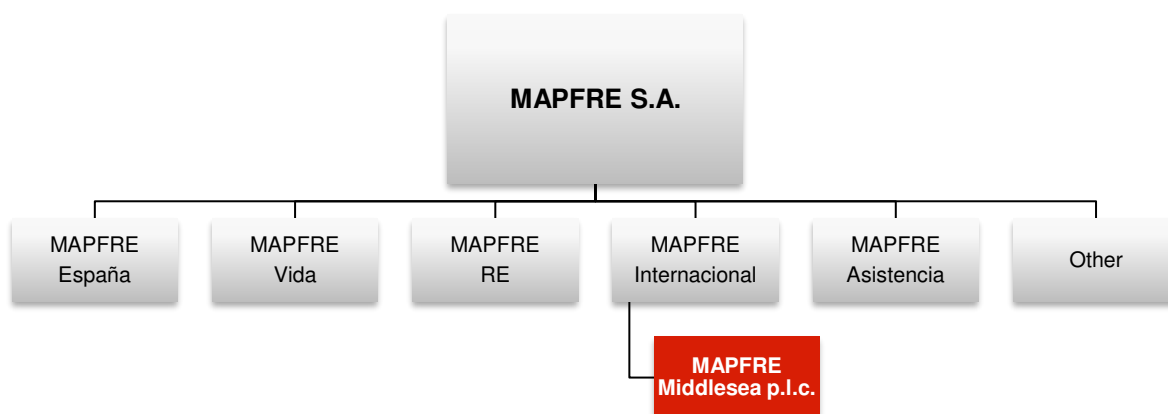 MAPFRE S.A.
MAPFRE
España
MAPFRE
Vida
MAPFRE
RE
MAPFRE
Internacional
MAPFRE
Asistencia
Other
MAPFRE
Middlesea p.l.c.